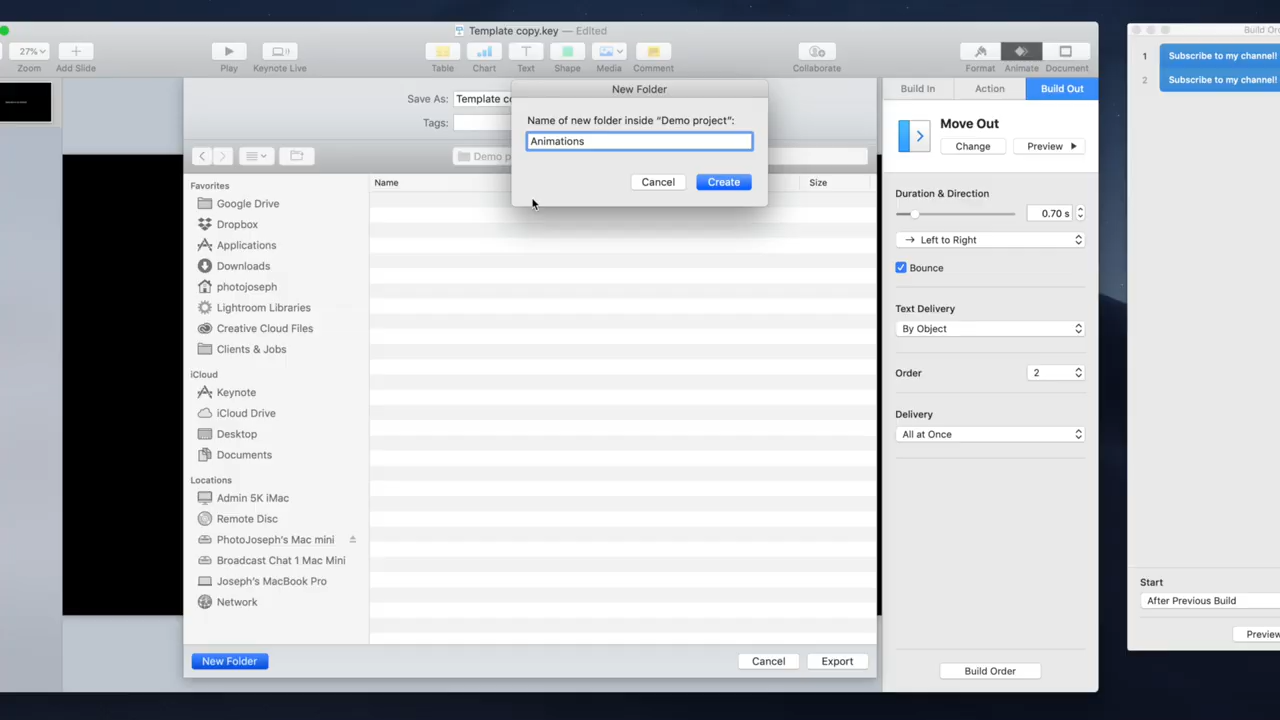 Template copy.key — Edited
Build Or
27%
Zoom
Add Slide
Play
Keynote Live
Table
Chart
Text
Shape
Media
Comment
Collaborate
Format
Animate
Document
New Folder
Name of new folder inside “Demo project”:
Animations
Cancel
Create
Save As:
Template co
Tags:
Demo p
Name
Size
Favorites
Google Drive
Dropbox
Applications
Downloads
photojoseph
Lightroom Libraries
Creative Cloud Files
Clients & Jobs
iCloud
Keynote
iCloud Drive
Desktop
Documents
Locations
Admin 5K iMac
Remote Disc
PhotoJoseph's Mac mini
Broadcast Chat 1 Mac Mini
Joseph's MacBook Pro
Network
New Folder
Cancel
Export
Build In
Action
Build Out
Move Out
Change
Preview
Duration & Direction
0.70 s
Left to Right
Bounce
Text Delivery
By Object
Order
2
Delivery
All at Once
Build Order
1 Subscribe to my channel!
2 Subscribe to my channel!
Start
After Previous Build
Preview